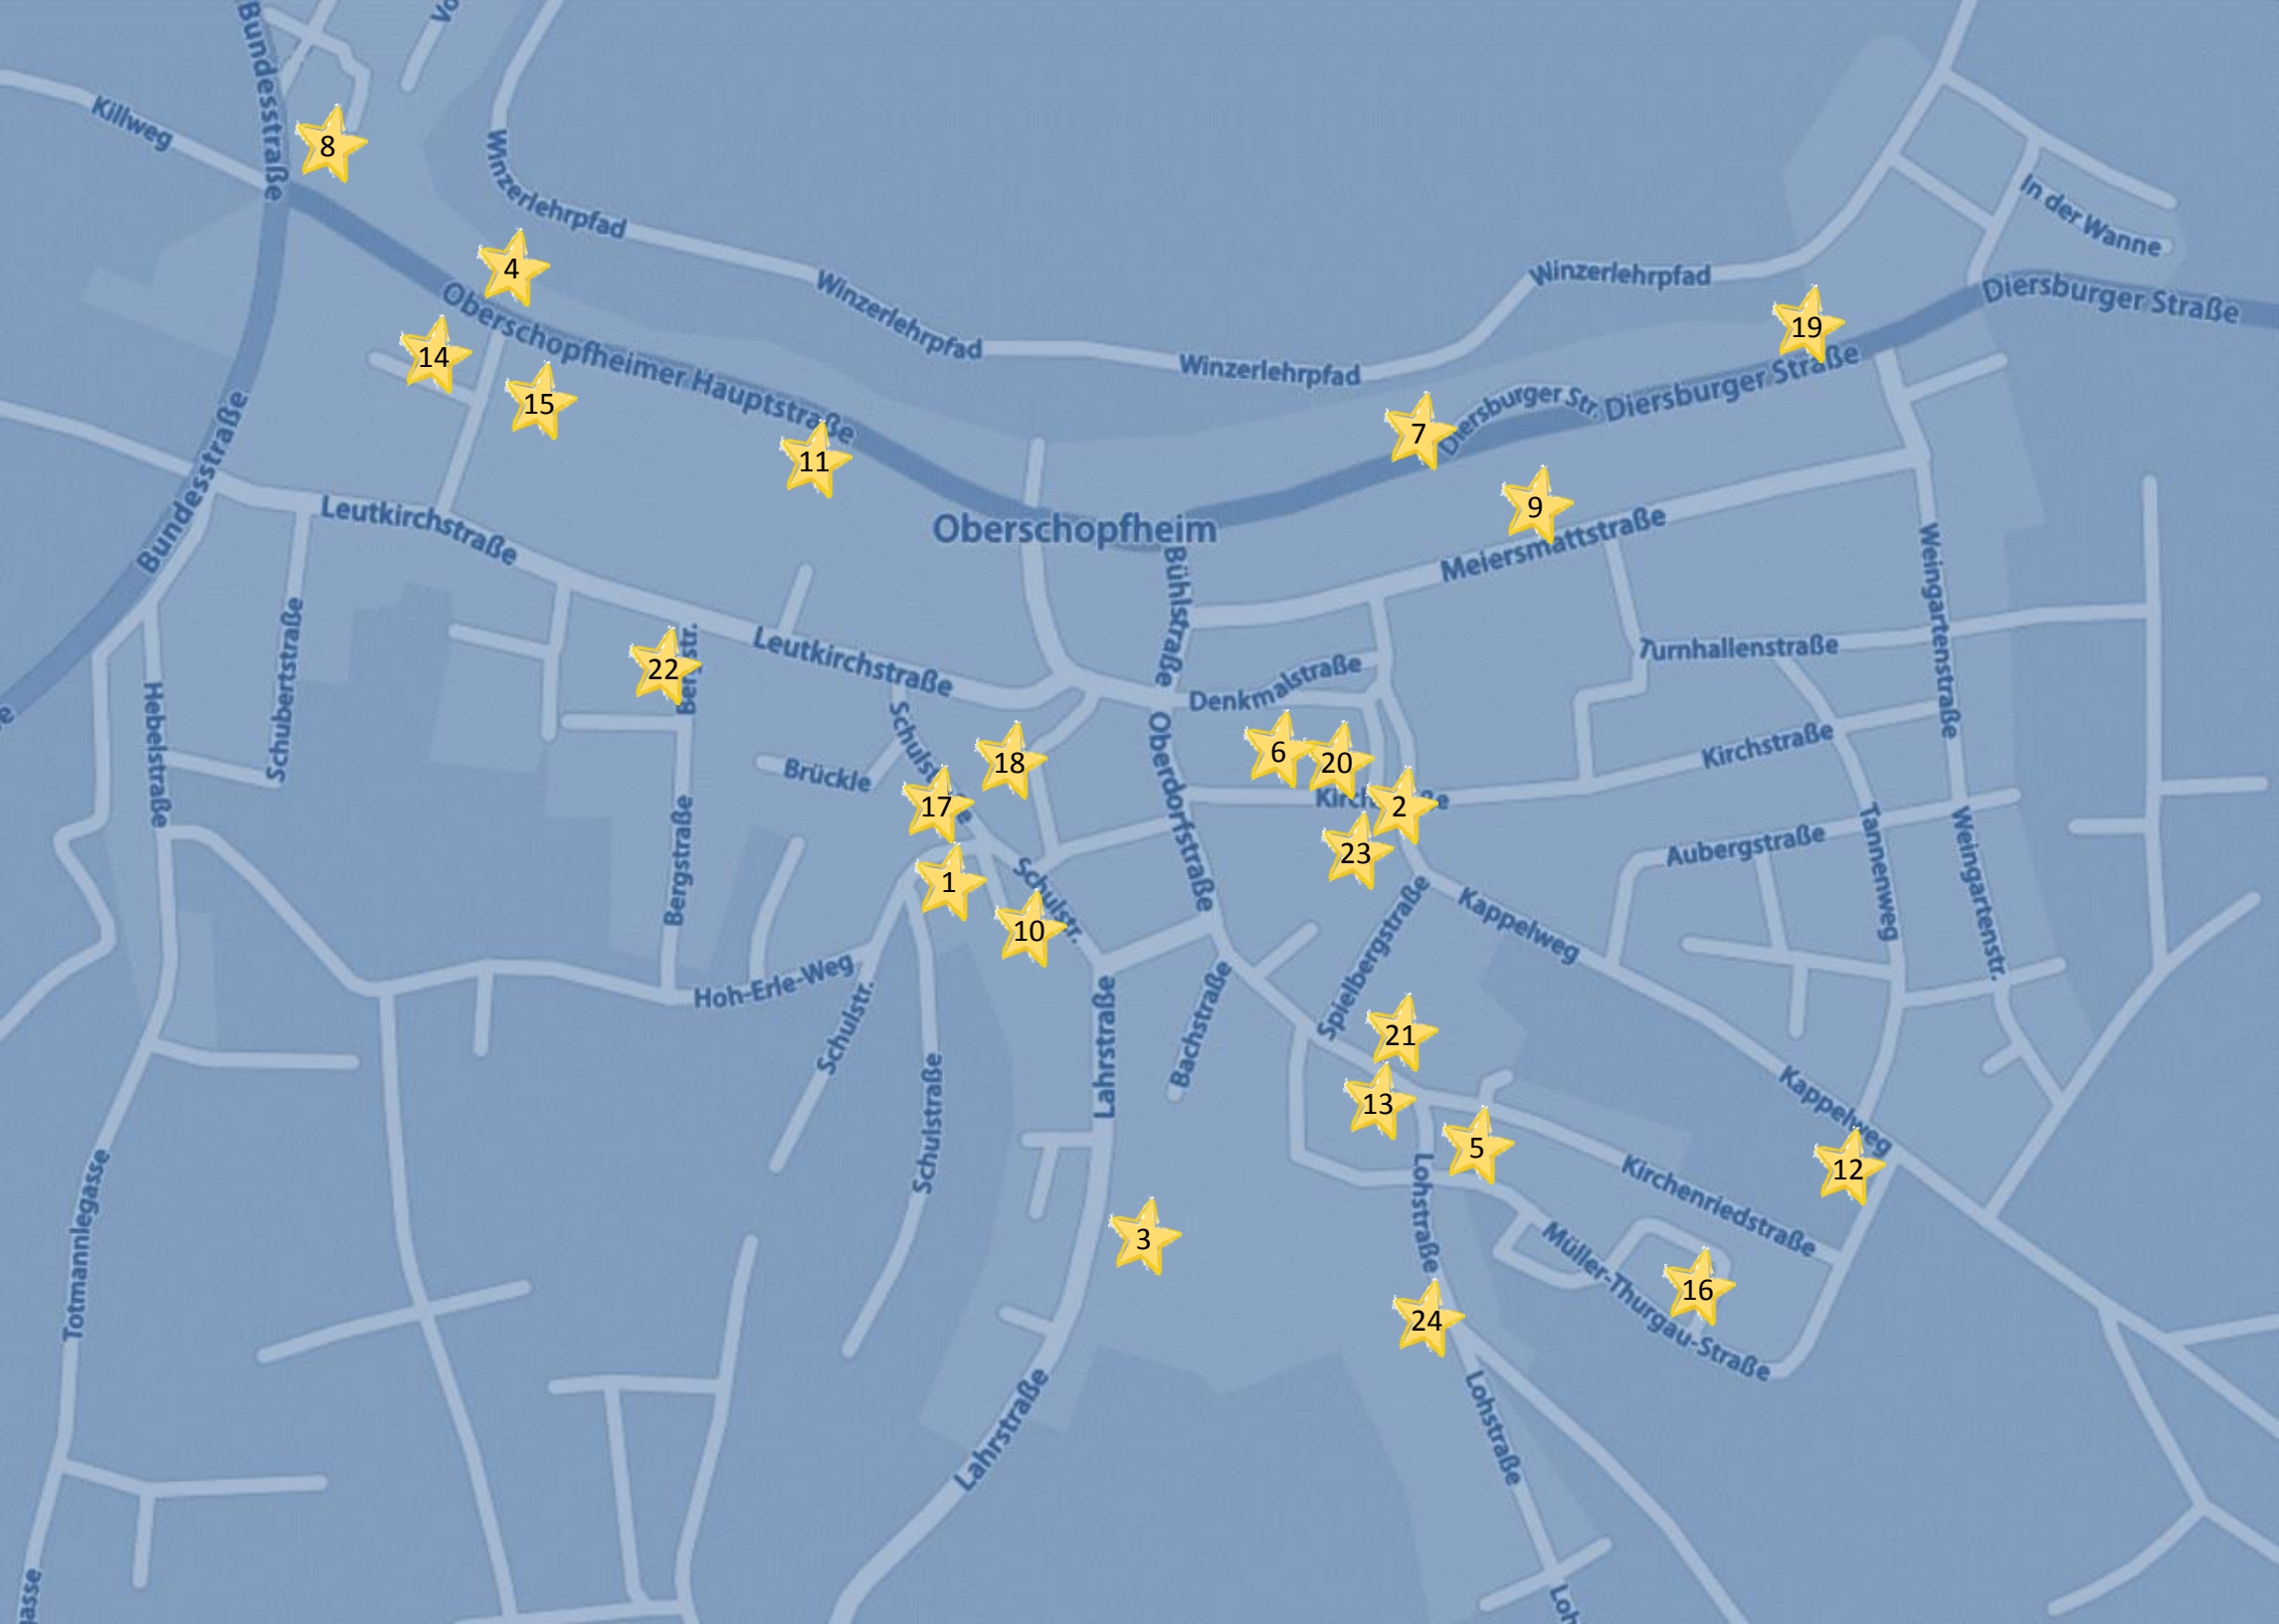 Bundesstraße
Vo
Killweg
8
Winzerlehrpfad
In der Wanne
4
Winzerlehrpfad
Winzerlehrpfad
Diersburger Straße
Oberschopfheimer Hauptstraße
19
14
Winzerlehrpfad
15
Diersburger Str.
Diersburger Straße
7
11
Bundesstraße
9
Leutkirchstraße
Oberschopfheim
Meiersmattstraße
Bühlstraße
Weingartenstraße
Schubertstraße
22
Bergstr.
Leutkirchstraße
Turnhallenstraße
Denkmalstraße
e
Hebelstraße
Schulstraße
18
Oberdorfstraße
6
20
Kirchstraße
Brückle
17
Kirchstraße
2
Bergstraße
23
Aubergstraße
Tannenweg
Weingartenstr.
1
Schulstr.
10
Kappelweg
Hoh-Erle-Weg
Spielbergstraße
Schulstr.
Lahrstraße
Bachstraße
21
Schulstraße
13
Kappelweg
5
12
Totmannlegasse
Lohstraße
Kirchenriedstraße
3
Müller-Thurgau-Straße
16
24
Lahrstraße
Lohstraße
gasse
Loh